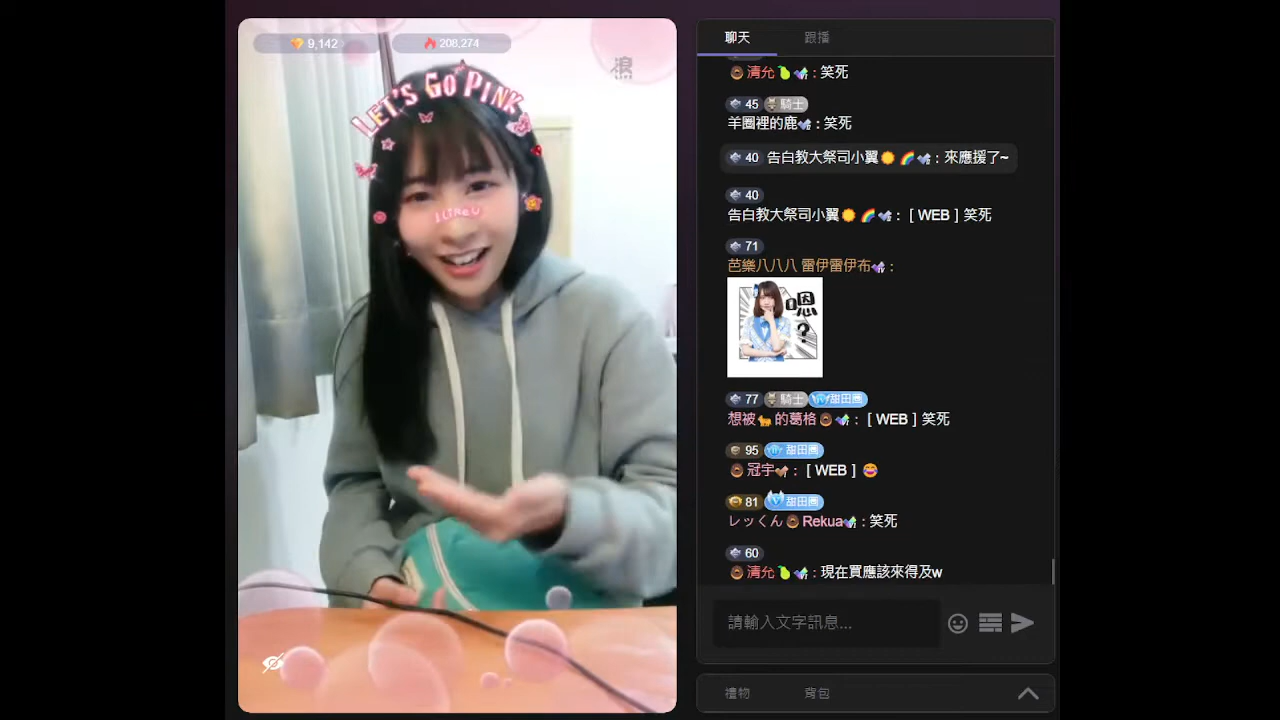 9,142
208,274
浪
LET'S GO PINK
聊天
跟播
清允 : 笑死
45 騎士
羊圈裡的鹿 : 笑死
40 告白教大祭司小翼 : 來應援了~
40
告白教大祭司小翼 : [ WEB ] 笑死
71
芭樂八八八 雷伊雷伊布 :
嗯?
77 騎士 甜田圈
想被 的葛格 : [ WEB ] 笑死
95 甜田圈
冠宇 : [ WEB ]
81 甜田圈
レッくん Rekua : 笑死
60
清允 : 現在買應該來得及w
請輸入文字訊息...
禮物
背包